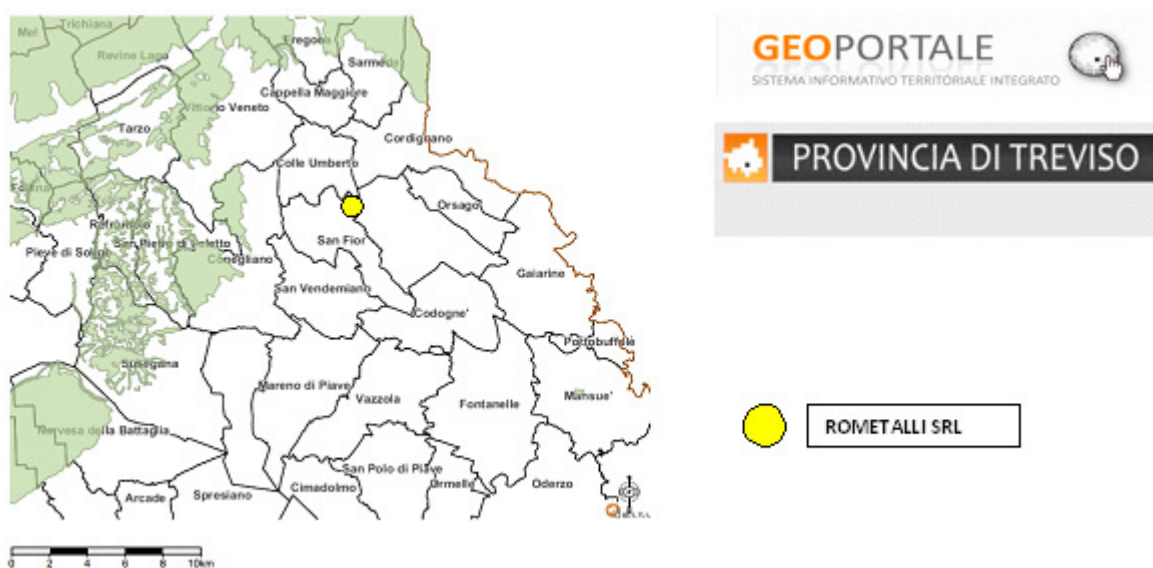 Mel
Trichiana
Fregona
Revine Lago
Sarmede
Cappella Maggiore
Vittorio Veneto
Tarzo
Cordignano
Colle Umberto
Follina
Orsago
Refrontolo
San Fior
San Pietro di Feletto
Pieve di Soligo
Conegliano
Gaiarine
San Vendemiano
Codogne'
Portobuffolè
Susegana
Mareno di Piave
Mansue'
Vazzola
Fontanelle
Nervesa della Battaglia
San Polo di Piave
Ormelle
Oderzo
Cimadolmo
Arcade
Spresiano
0 2 4 6 8 10km
GEOPORTALE
SISTEMA INFORMATIVO TERRITORIALE INTEGRATO
PROVINCIA DI TREVISO
ROMETALLI SRL